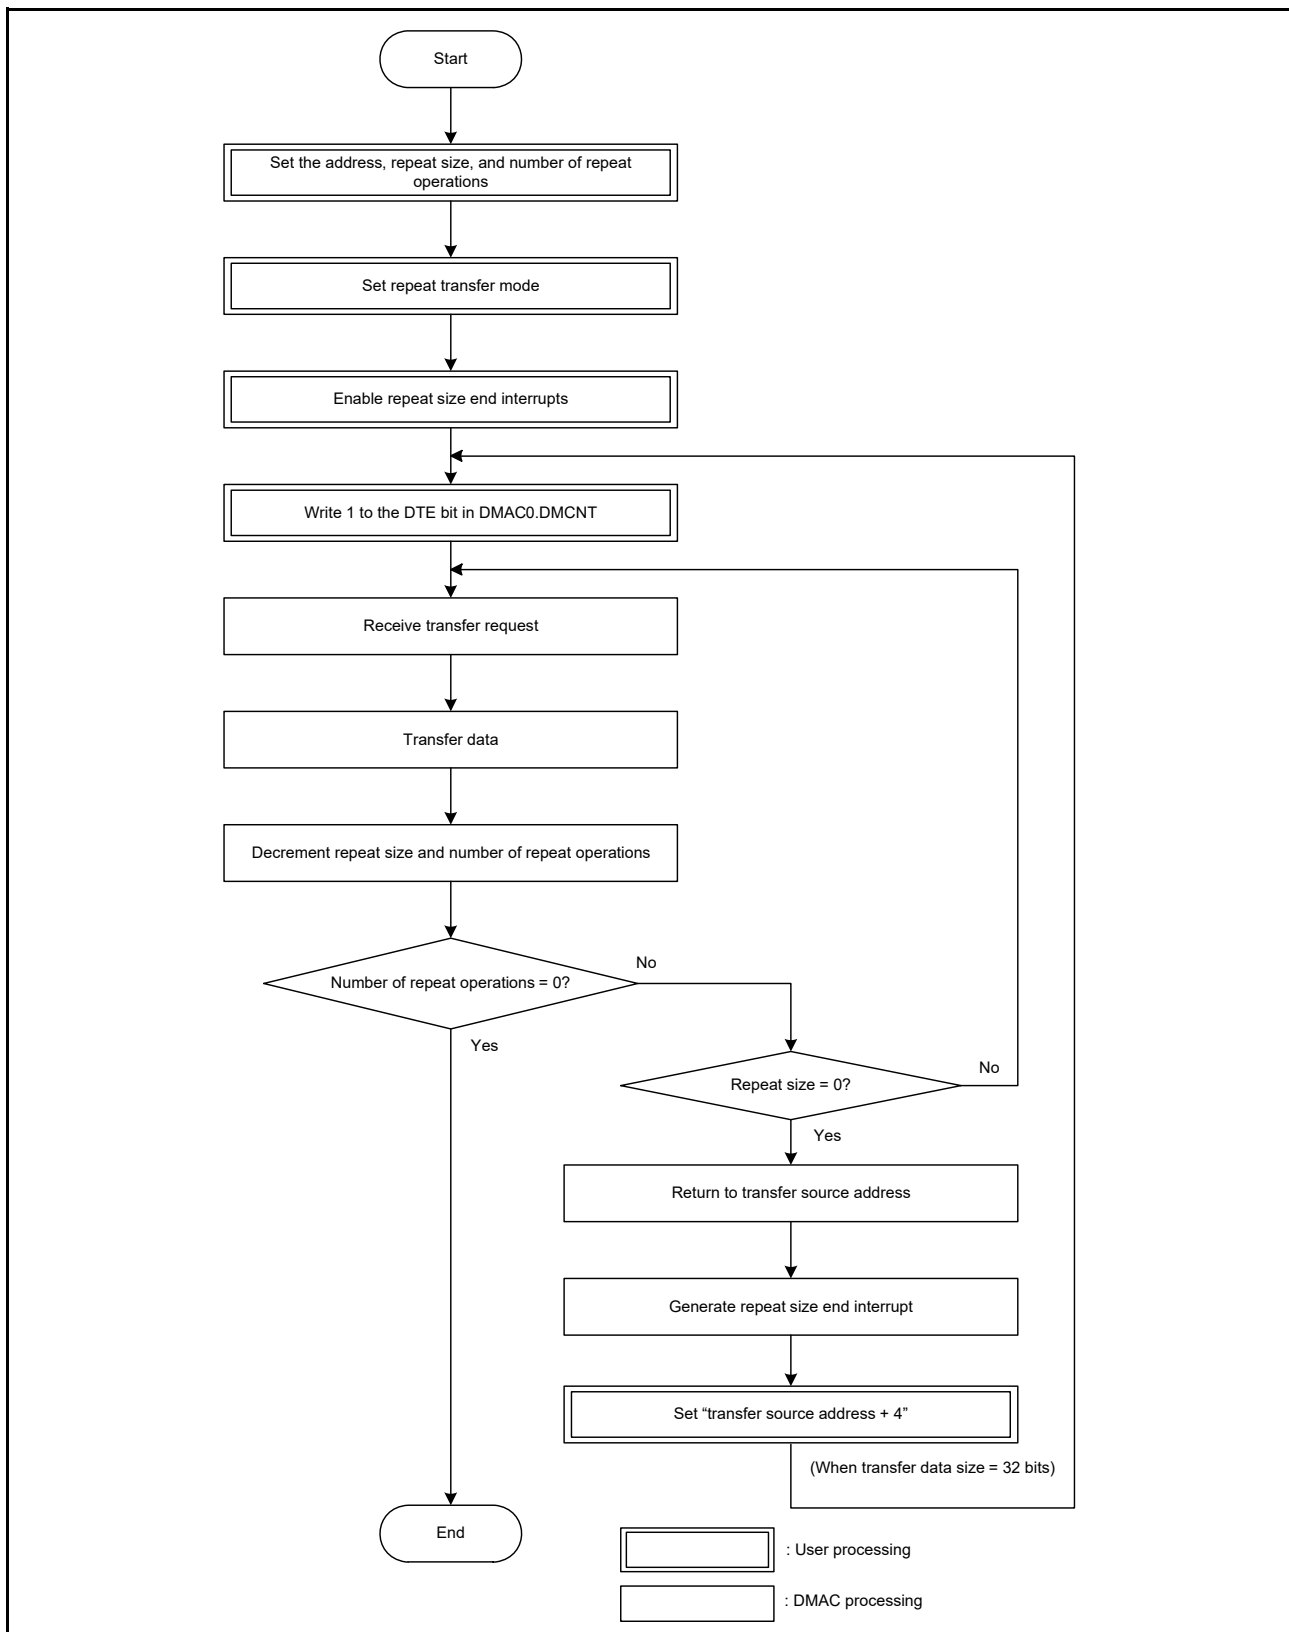 Start
Set the address, repeat size, and number of repeat
operations
Set repeat transfer mode
Enable repeat size end interrupts
Write 1 to the DTE bit in DMAC0.DMCNT
Receive transfer request
Transfer data
Decrement repeat size and number of repeat operations
No
Number of repeat operations = 0?
Yes
No
Repeat size = 0?
Yes
Return to transfer source address
Generate repeat size end interrupt
Set “transfer source address + 4”
(When transfer data size = 32 bits)
End
: User processing
: DMAC processing